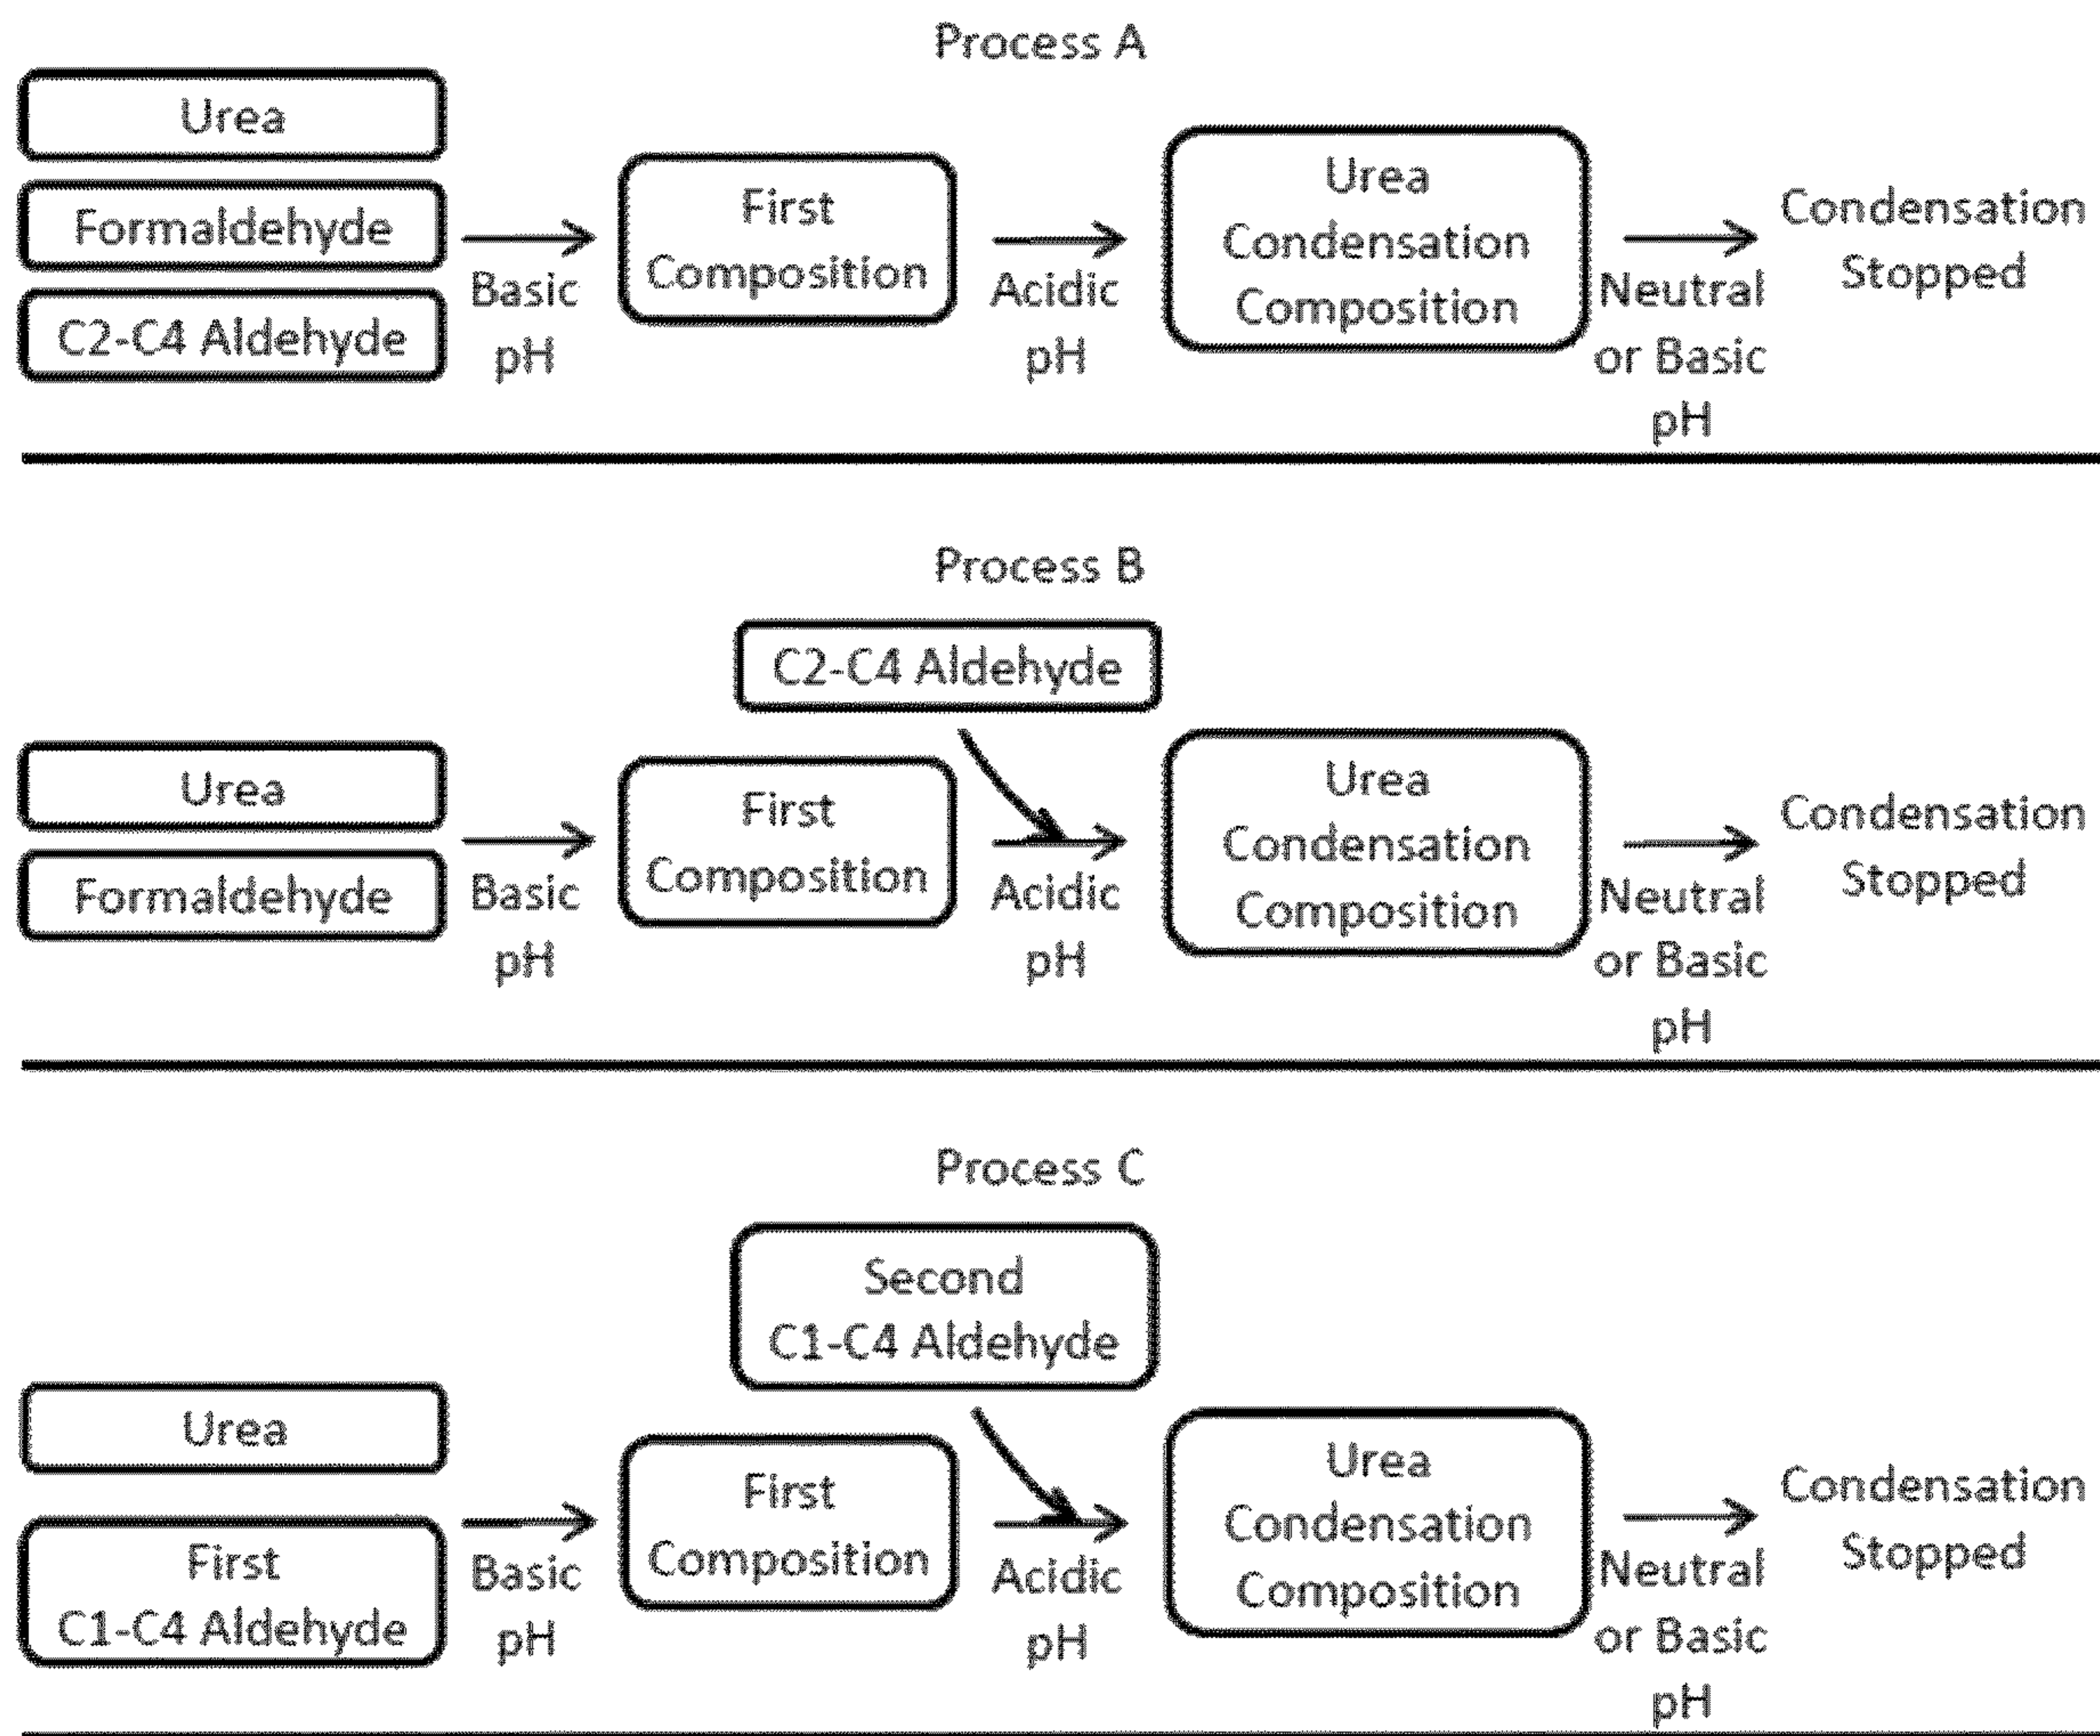 Process A
Urea
Formaldehyde
C2-C4 Aldehyde
Basic
pH
First
Composition
Acidic
pH
Urea
Condensation
Composition
Neutral
or Basic
pH
Condensation
Stopped
Process B
C2-C4 Aldehyde
Urea
Formaldehyde
Basic
pH
First
Composition
Acidic
pH
Urea
Condensation
Composition
Neutral
or Basic
pH
Condensation
Stopped
Process C
Second
C1-C4 Aldehyde
Urea
First
C1-C4 Aldehyde
Basic
pH
First
Composition
Acidic
pH
Urea
Condensation
Composition
Neutral
or Basic
pH
Condensation
Stopped